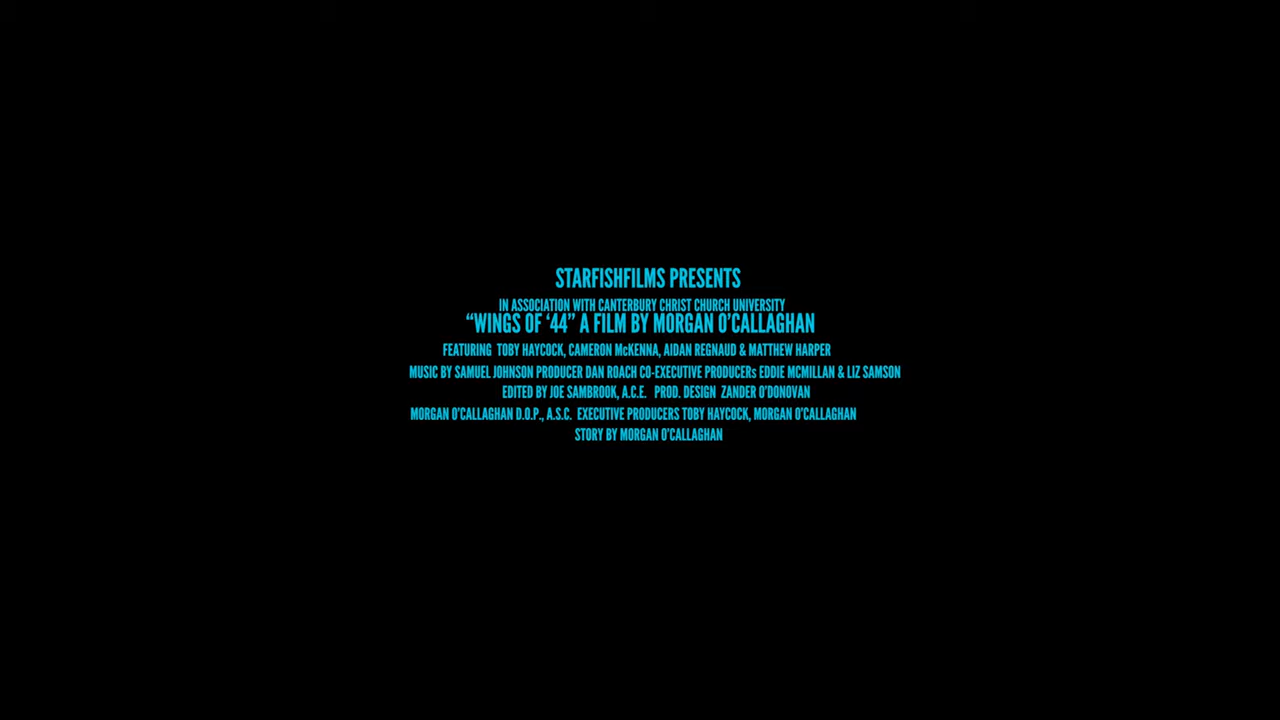 STARFISHFILMS PRESENTS
IN ASSOCIATION WITH CANTERBURY CHRIST CHURCH UNIVERSITY
“WINGS OF ‘44” A FILM BY MORGAN O’CALLAGHAN
FEATURING TOBY HAYCOCK, CAMERON McKENNA, AIDAN REGNAUD & MATTHEW HARPER
MUSIC BY SAMUEL JOHNSON PRODUCER DAN ROACH CO-EXECUTIVE PRODUCERs EDDIE MCMILLAN & LIZ SAMSON
EDITED BY JOE SAMBROOK, A.C.E. PROD. DESIGN ZANDER O’DONOVAN
MORGAN O’CALLAGHAN D.O.P., A.S.C. EXECUTIVE PRODUCERS TOBY HAYCOCK, MORGAN O’CALLAGHAN
STORY BY MORGAN O’CALLAGHAN